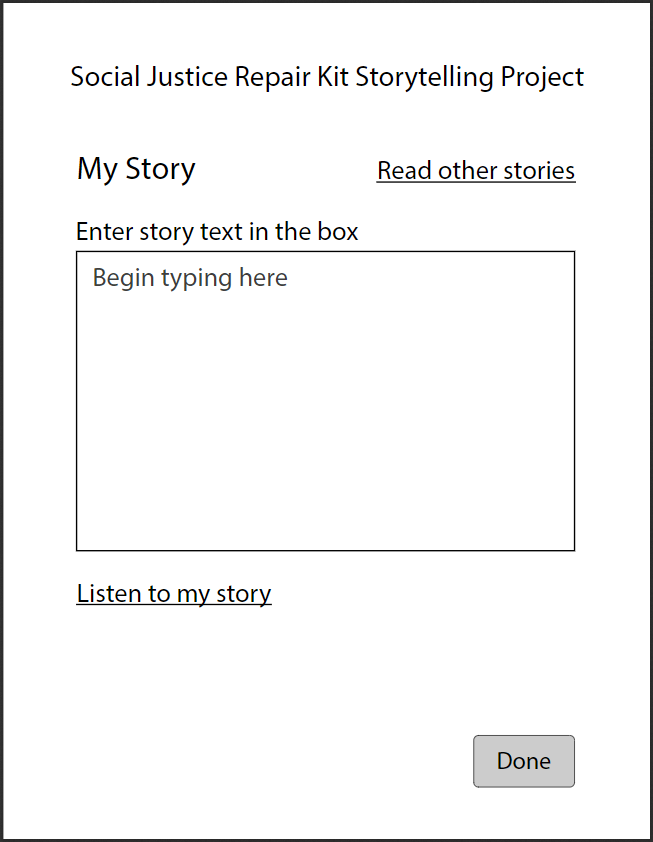 Social Justice Repair Kit Storytelling Project
My Story
Read other stories
Enter story text in the box
Begin typing here
Listen to my story
Done